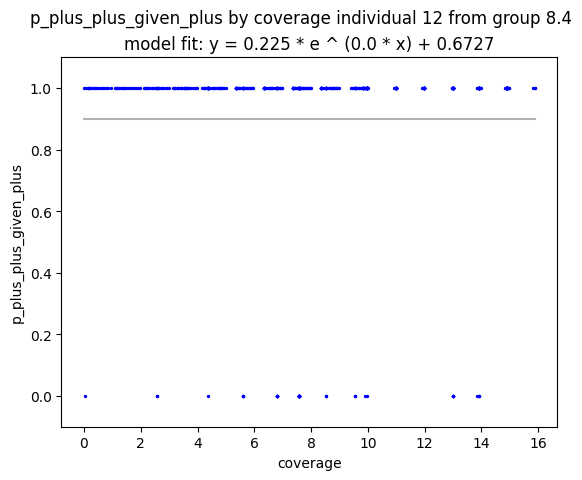 p_plus_plus_given_plus by coverage individual 12 from group 8.4
model fit: y = 0.225 * e ^ (0.0 * x) + 0.6727
p_plus_plus_given_plus
1.0
0.8
0.6
0.4
0.2
0.0
0 2 4 6 8 10 12 14 16
coverage